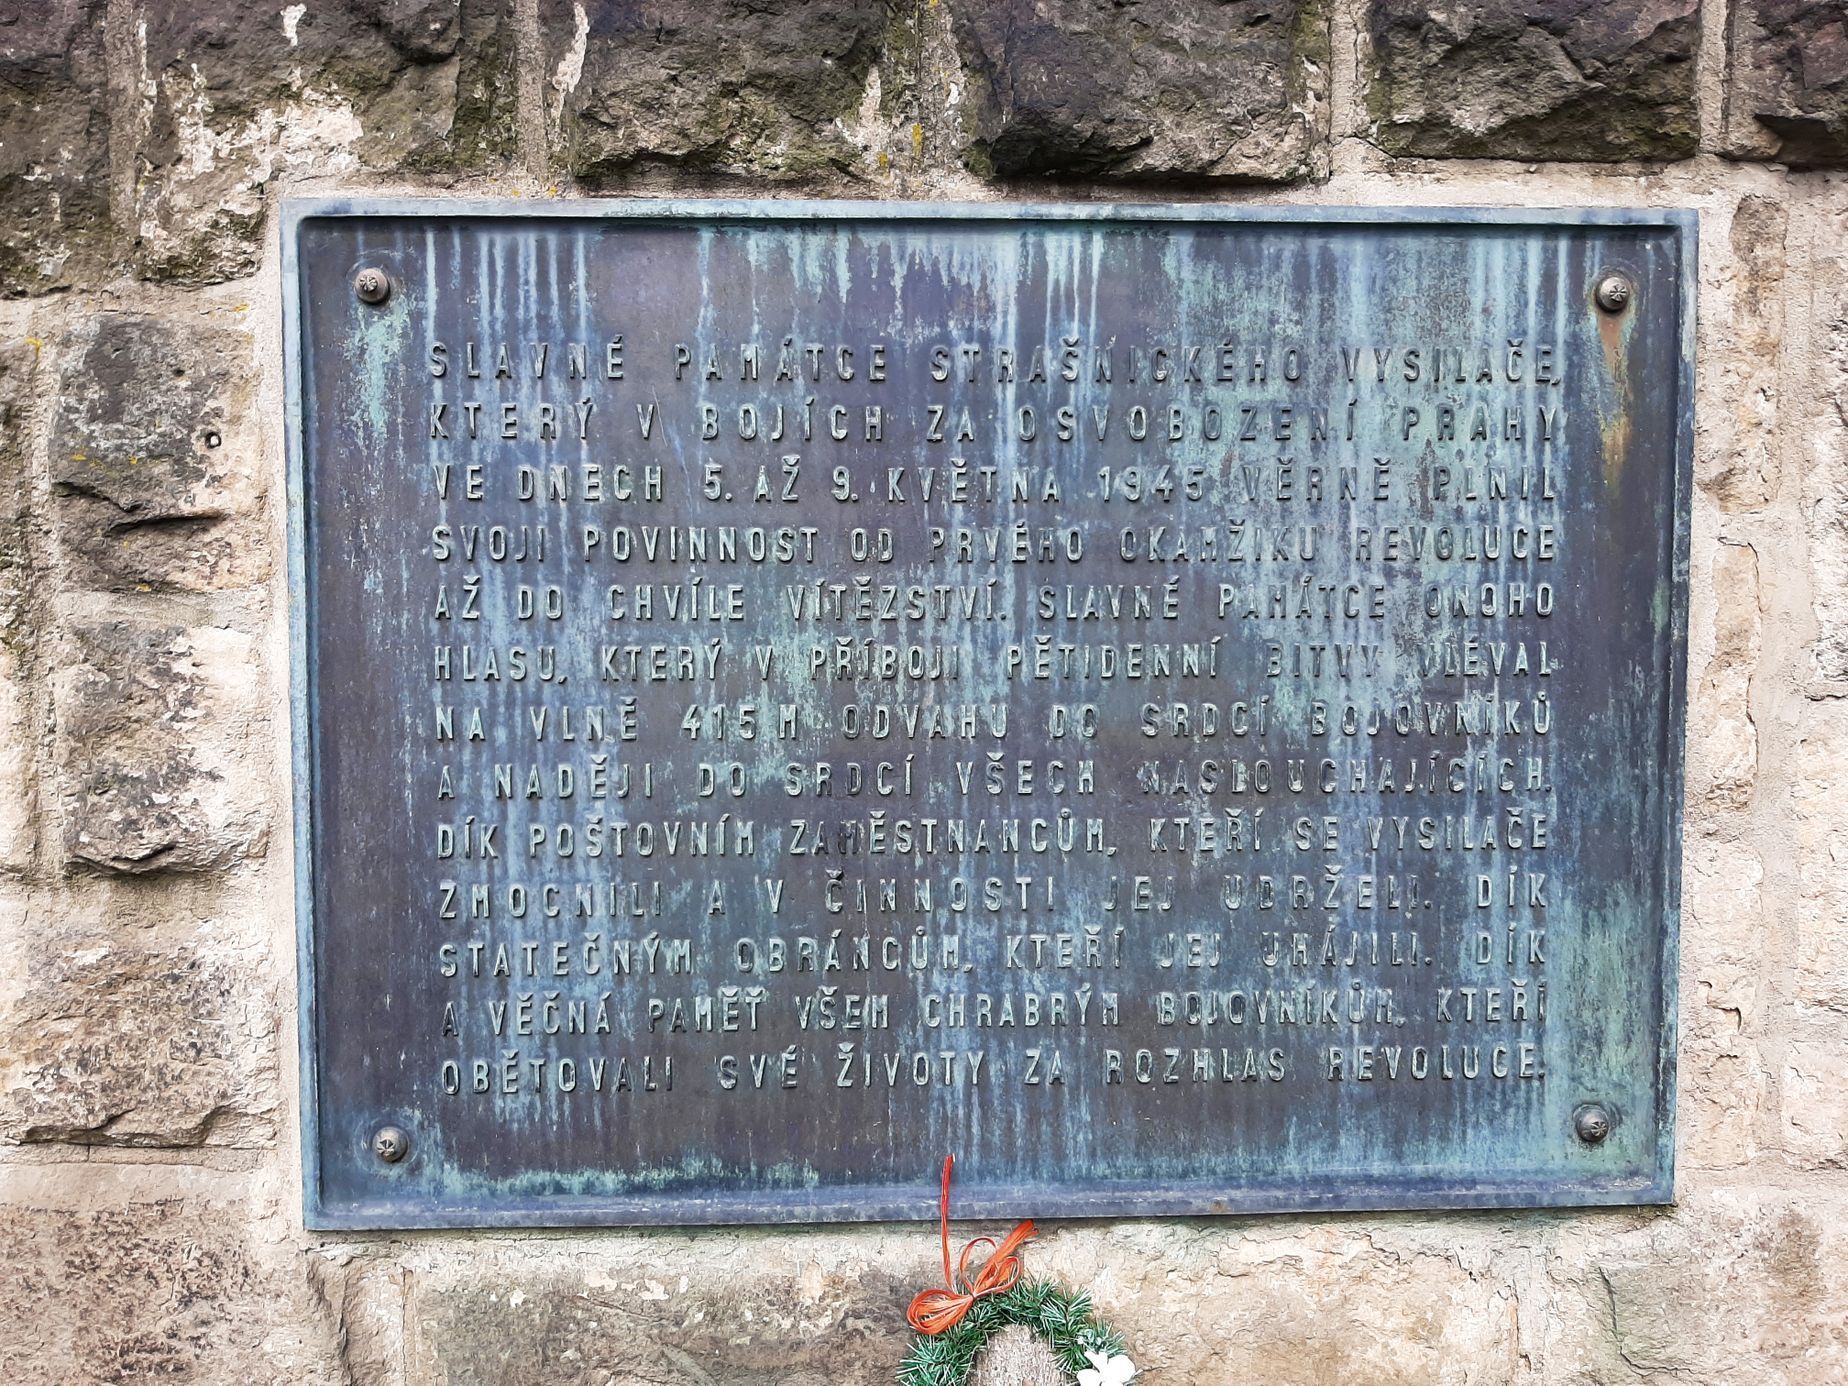 SLAVNÉ PAMÁTCE STRAŠNICKÉHO VYSILAČE,
KTERÝ V BOJÍCH ZA OSVOBOZENÍ PRAHY
VE DNECH 5. AŽ 9. KVĚTNA 1945 VĚRNĚ PLNIL
SVOJI POVINNOST OD PRVÉHO OKAMŽIKU REVOLUCE
AŽ DO CHVÍLE VÍTĚZSTVÍ. SLAVNÉ PAMÁTCE ONOHO
HLASU, KTERÝ V PŘÍBOJI PĚTIDENNÍ BITVY VLÉVAL
NA VLNĚ 415 M ODVAHU DO SRDCÍ BOJOVNÍKŮ
A NADĚJI DO SRDCÍ VŠECH NASLOUCHAJÍCÍCH.
DÍK POŠTOVNÍM ZAMĚSTNANCŮM, KTEŘÍ SE VYSILAČE
ZMOCNILI A V ČINNOSTI JEJ UDRŽELI. DÍK
STATEČNÝM OBRÁNCŮM, KTEŘÍ JEJ UHÁJILI. DÍK
A VĚČNÁ PAMĚŤ VŠEM CHRABRÝM BOJOVNÍKŮM, KTEŘÍ
OBĚTOVALI SVÉ ŽIVOTY ZA ROZHLAS REVOLUCE.